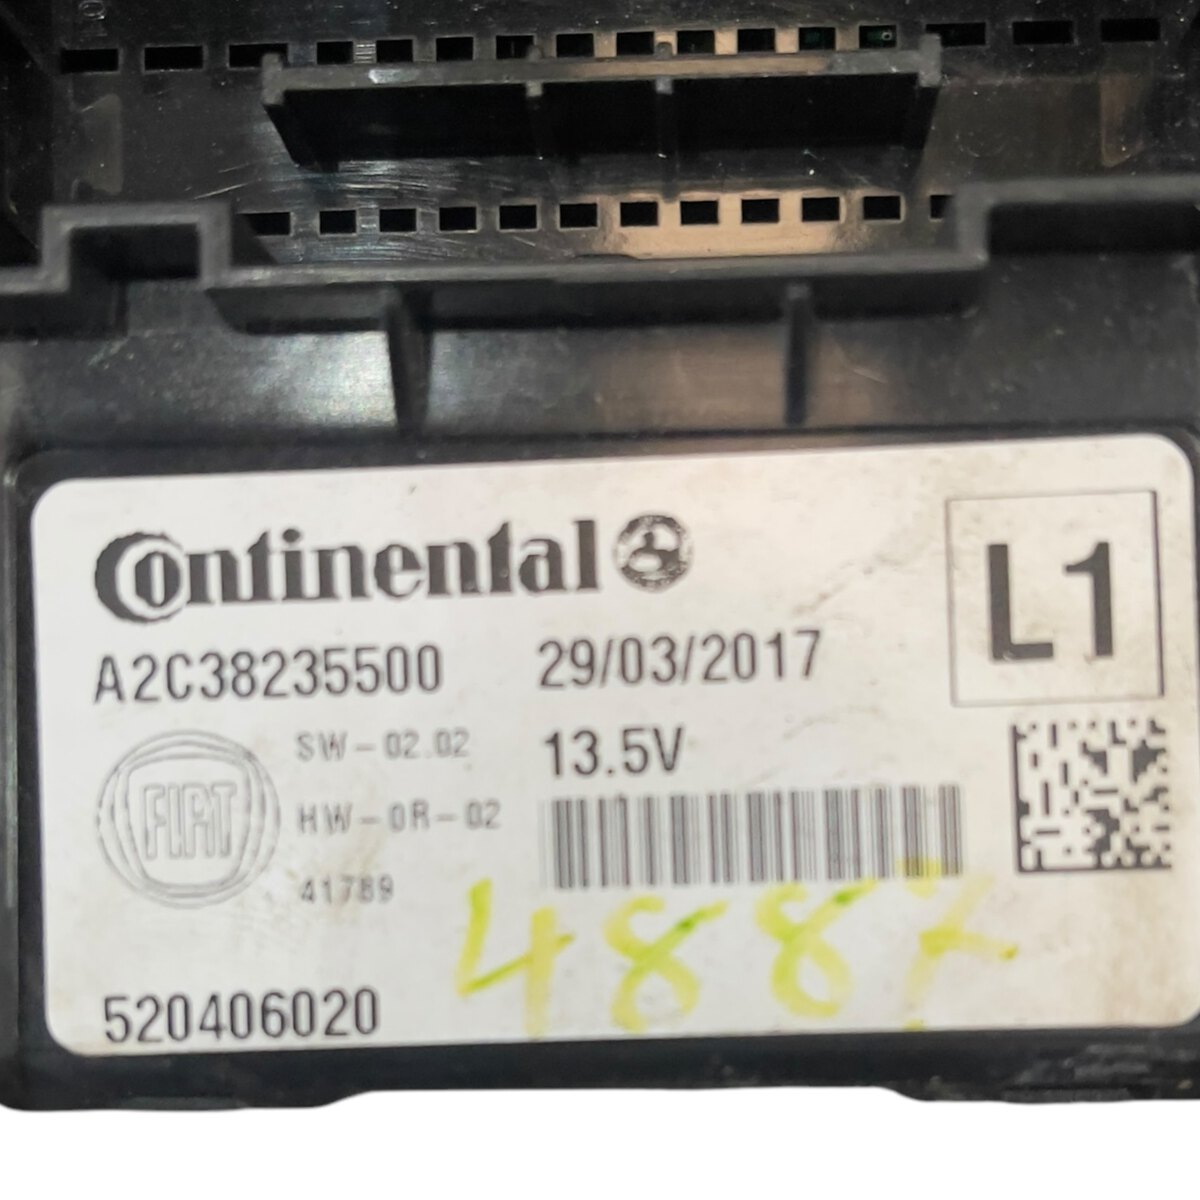 Continental
L1
A2C38235500 29/03/2017
SW-02.02 13.5V
FIAT
HW-0R-02
41789
4887
520406020